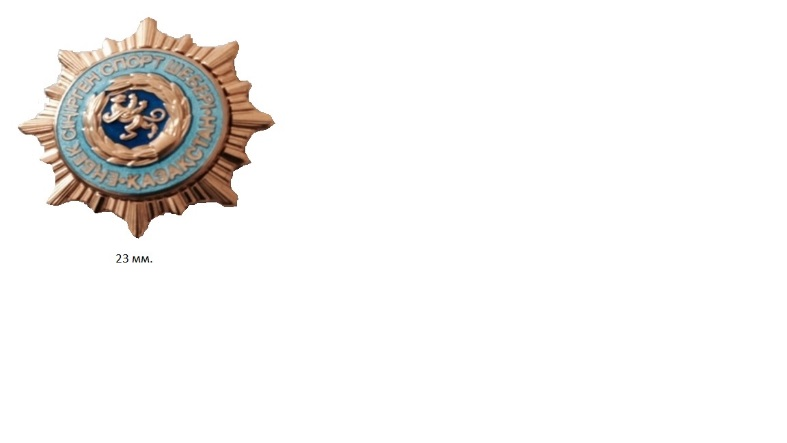 ЕҢБЕК СІҢІРГЕН СПОРТ ШЕБЕРІ
• ҚАЗАҚСТАН •
23 мм.